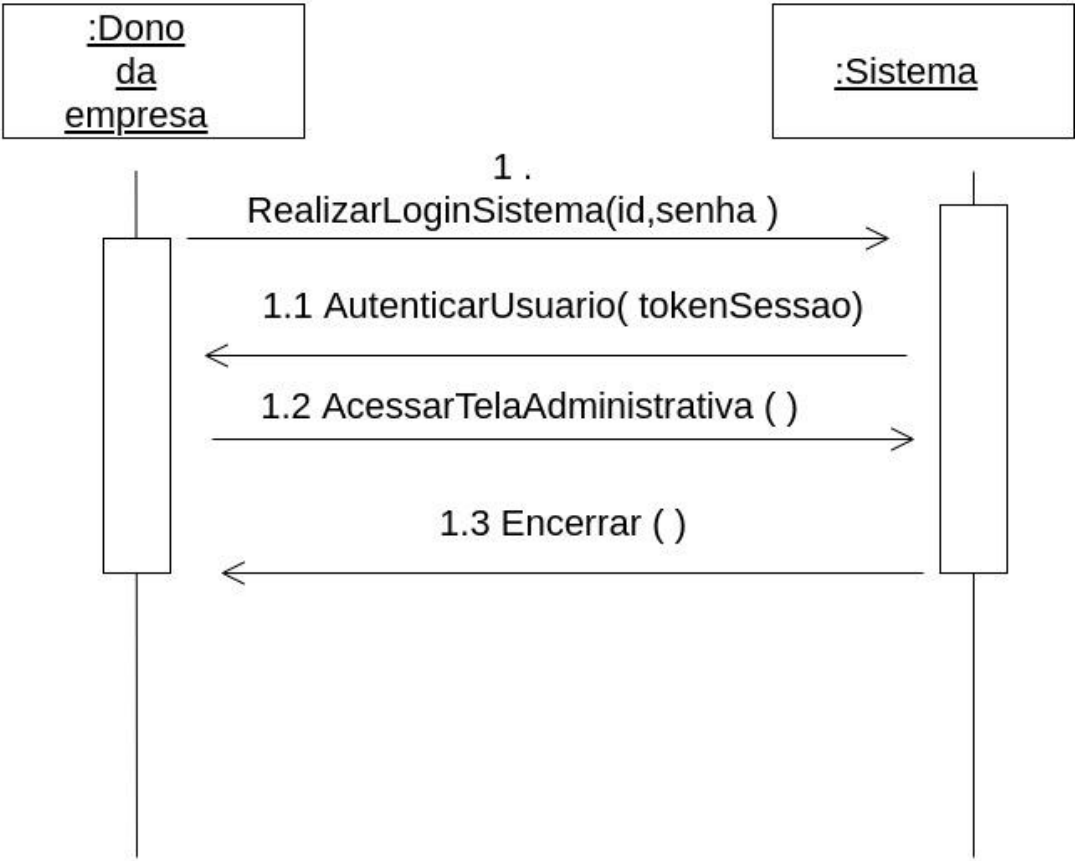 :Dono
da
empresa
:Sistema
1 .
RealizarLoginSistema(id,senha )
1.1 AutenticarUsuario( tokenSessao)
1.2 AcessarTelaAdministrativa ( )
1.3 Encerrar ( )